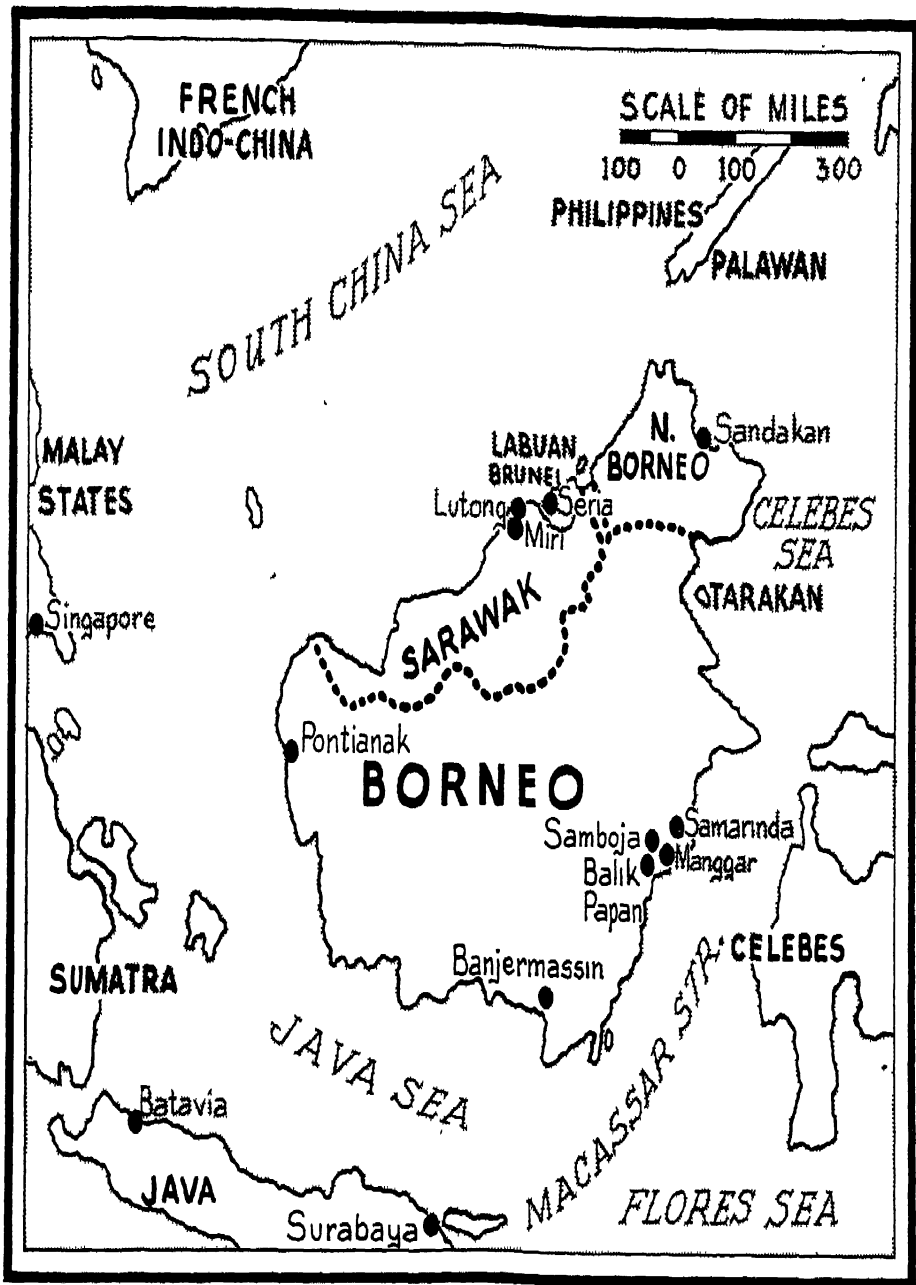 FRENCH
INDO-CHINA
SCALE OF MILES
100 0 100 300
PHILIPPINES
PALAWAN
SOUTH CHINA SEA
MALAY
STATES
LABUAN
BRUNEI
N.
BORNEO
Sandakan
Lutong
Seria
Miri
CELEBES
SEA
TARAKAN
Singapore
SARAWAK
Pontianak
BORNEO
Samboja
Samarinda
Manggar
Balik
Papan
CELEBES
SUMATRA
Banjermassin
MACASSAR STR.
JAVA SEA
Batavia
JAVA
Surabaya
FLORES SEA